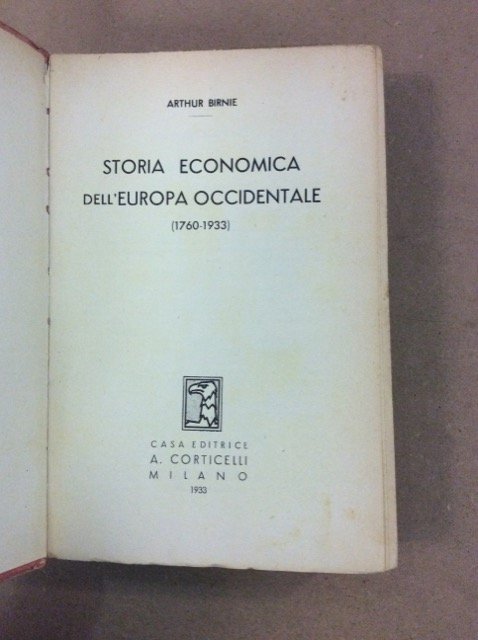 ARTHUR BIRNIE
STORIA ECONOMICA
DELL'EUROPA OCCIDENTALE
(1760-1933)
CASA EDITRICE
A. CORTICELLI
MILANO
1933